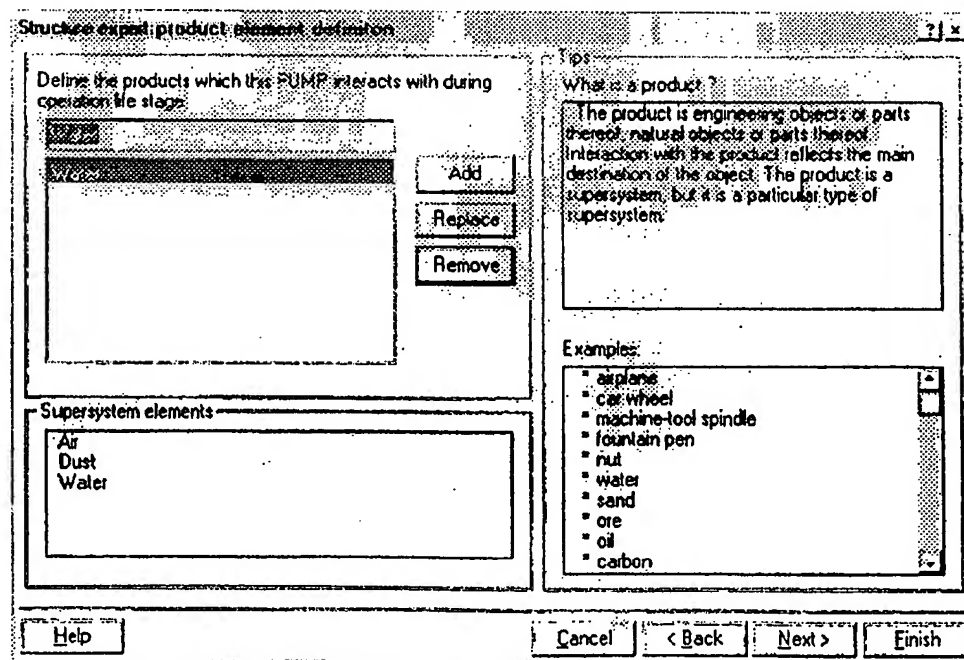 Structure expert: product element definition
? ×
Define the products which this PUMP interacts with during
operation life stage:
Water
Add
Replace
Remove
Supersystem elements
Air
Dust
Water
Tips
What is a product ?
The product is engineering objects or parts
thereof, natural objects or parts thereof.
Interaction with the product reflects the main
destination of the object. The product is a
supersystem, but it is a particular type of
supersystem.
Examples:
* airplane
* car wheel
* machine-tool spindle
* fountain pen
* nut
* water
* sand
* ore
* oil
* carbon
Help
Cancel
< Back
Next >
Finish